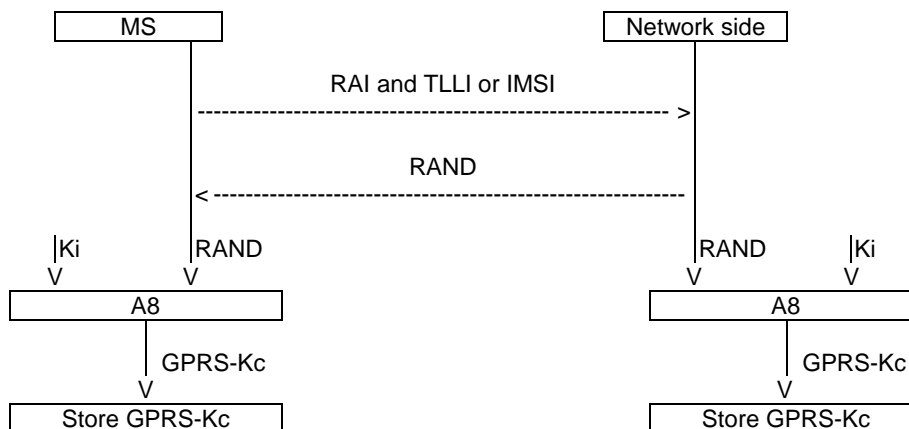 MS
Network side
RAI and TLLI or IMSI
------------------------------------------------------- >
RAND
< -------------------------------------------------------
Ki
RAND
RAND
Ki
V
V
V
V
A8
A8
GPRS-Kc
GPRS-Kc
V
V
Store GPRS-Kc
Store GPRS-Kc